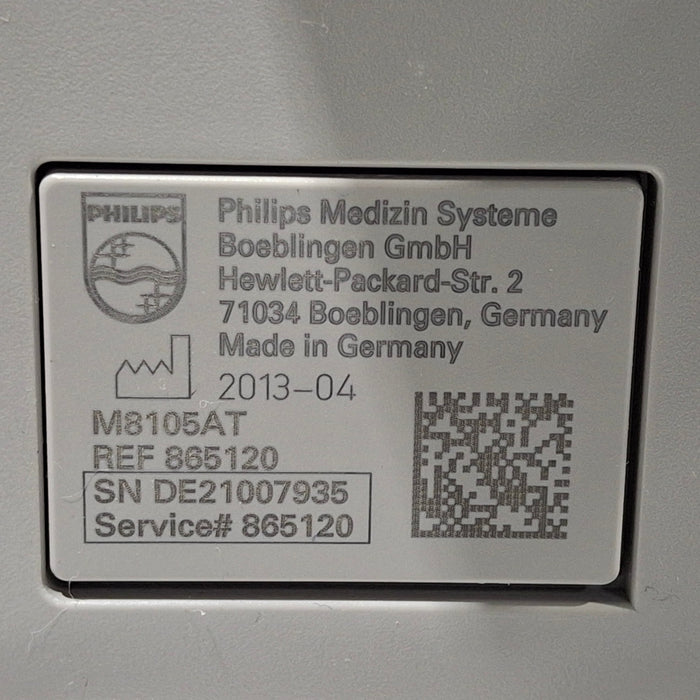 PHILIPS
Philips Medizin Systeme
Boeblingen GmbH
Hewlett-Packard-Str. 2
71034 Boeblingen, Germany
Made in Germany
2013-04
M8105AT
REF 865120
SN DE21007935
Service# 865120